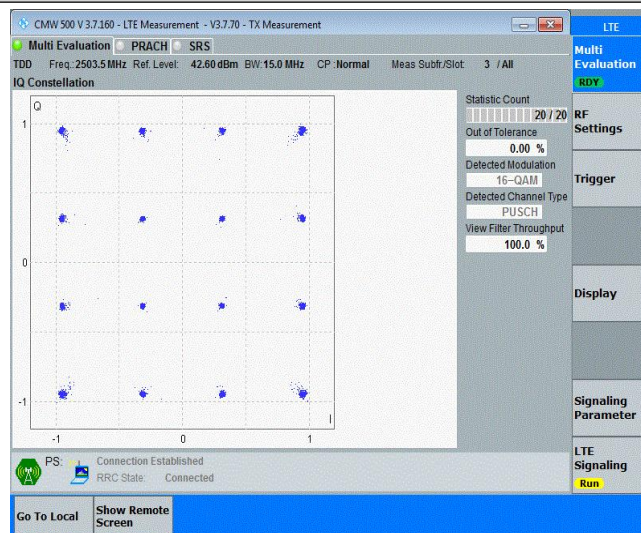 CMW 500 V 3.7.160 - LTE Measurement - V3.7.70 - TX Measurement
Multi Evaluation PRACH SRS
TDD Freq.: 2503.5 MHz Ref. Level: 42.60 dBm BW: 15.0 MHz CP : Normal Meas Subfr./Slot: 3 / All
IQ Constellation
Q
1
0
-1
I
-1 0 1
Statistic Count
20 / 20
Out of Tolerance
0.00 %
Detected Modulation
16-QAM
Detected Channel Type
PUSCH
View Filter Throughput
100.0 %
PS: Connection Established
RRC State: Connected
LTE
Multi
Evaluation
RDY
RF
Settings
Trigger
Display
Signaling
Parameter
LTE
Signaling
Run
Go To Local
Show Remote
Screen